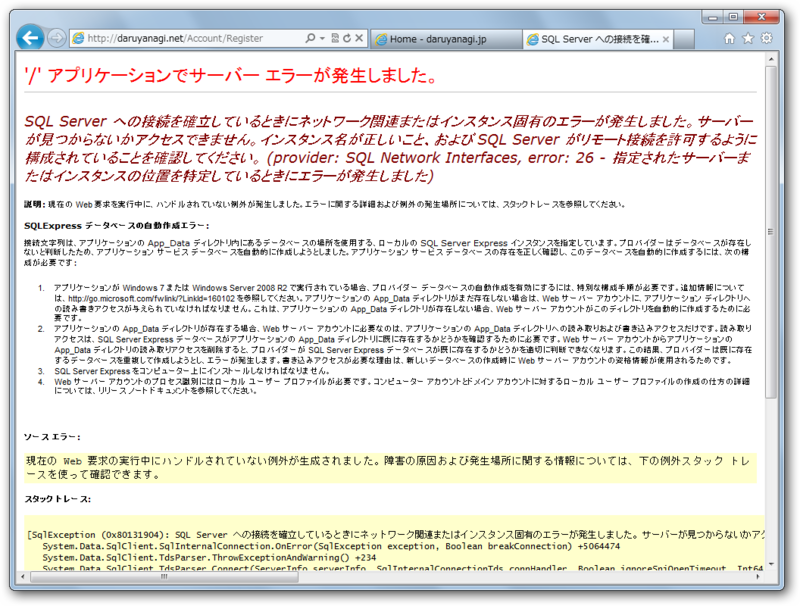 http://daruyanagi.net/Account/Register
Home - daruyanagi.jp
SQL Server への接続を確...
'/' アプリケーションでサーバー エラーが発生しました。
SQL Server への接続を確立しているときにネットワーク関連またはインスタンス固有のエラーが発生しました。サーバー
が見つからないかアクセスできません。インスタンス名が正しいこと、および SQL Server がリモート接続を許可するように
構成されていることを確認してください。 (provider: SQL Network Interfaces, error: 26 - 指定されたサーバーま
たはインスタンスの位置を特定しているときにエラーが発生しました)
説明: 現在の Web 要求を実行中に、ハンドルされていない例外が発生しました。エラーに関する詳細および例外の発生場所については、スタック トレースを参照してください。
SQLExpress データベースの自動作成エラー:
接続文字列は、アプリケーションの App_Data ディレクトリ内にあるデータベースの場所を使用する、ローカルの SQL Server Express インスタンスを指定しています。プロバイダーはデータベースが存在し
ないと判断したため、アプリケーション サービス データベースを自動的に作成しようとしました。アプリケーション サービス データベースの存在を正しく確認し、このデータベースを自動的に作成するには、次の構
成が必要です:
1. アプリケーションが Windows 7 または Windows Server 2008 R2 で実行されている場合、プロバイダー データベースの自動作成を有効にするには、特別な構成手順が必要です。追加情報について
は、http://go.microsoft.com/fwlink/?LinkId=160102 を参照してください。アプリケーションの App_Data ディレクトリがまだ存在しない場合は、Web サーバー アカウントに、アプリケーション ディレクトリへ
の読み書きアクセスが与えられていなければなりません。これは、アプリケーションの App_Data ディレクトリが存在しない場合、Web サーバー アカウントがこのディレクトリを自動的に作成するために必
要です。
2. アプリケーションの App_Data ディレクトリが存在する場合、Web サーバー アカウントに必要なのは、アプリケーションの App_Data ディレクトリへの読み取りおよび書き込みアクセスだけです。読み取り
アクセスは、SQL Server Express データベースがアプリケーションの App_Data ディレクトリに既に存在するかどうかを確認するために必要です。Web サーバー アカウントからアプリケーションの
App_Data ディレクトリの読み取りアクセスを削除すると、プロバイダーが SQL Server Express データベースが既に存在するかどうかを適切に判断できなくなります。この結果、プロバイダーは既に存在
するデータベースを重複して作成しようとし、エラーが発生します。書き込みアクセスが必要な理由は、新しいデータベースの作成時に Web サーバー アカウントの資格情報が使用されるためです。
3. SQL Server Express をコンピューター上にインストールしなければなりません。
4. Web サーバー アカウントのプロセス識別にはローカル ユーザー プロファイルが必要です。コンピューター アカウントとドメイン アカウントに対するローカル ユーザー プロファイルの作成の仕方の詳細
については、リリース ノート ドキュメントを参照してください。
ソース エラー:
現在の Web 要求の実行中にハンドルされていない例外が生成されました。障害の原因および発生場所に関する情報については、下の例外スタック トレ
ースを使って確認できます。
スタック トレース:
[SqlException (0x80131904): SQL Server への接続を確立しているときにネットワーク関連またはインスタンス固有のエラーが発生しました。サーバーが見つからないかア
System.Data.SqlClient.SqlInternalConnection.OnError(SqlException exception, Boolean breakConnection) +5064474
System.Data.SqlClient.TdsParser.ThrowExceptionAndWarning() +234
System.Data.SqlClient.TdsParser.Connect(ServerInfo serverInfo, SqlInternalConnectionTds connHandler, Boolean ignoreSniOpenTimeout, Int64